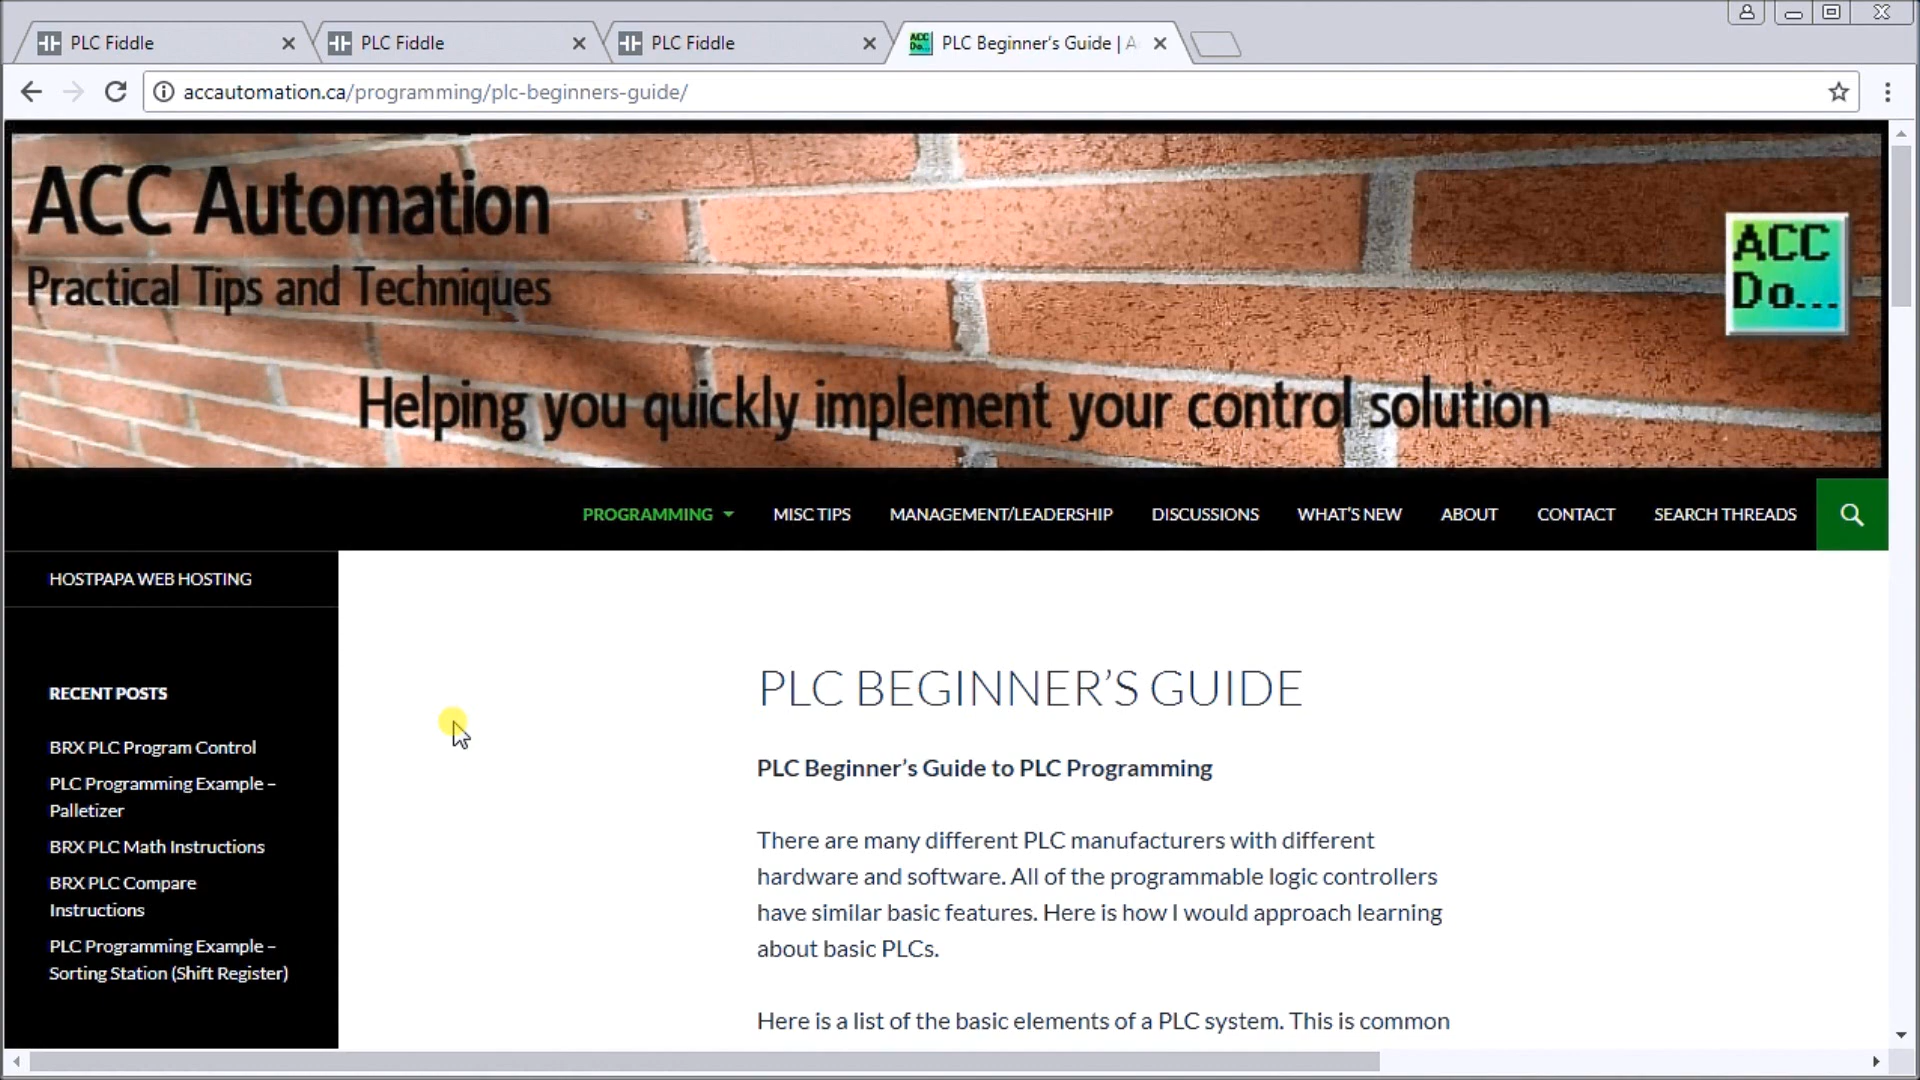 PLC Fiddle
PLC Fiddle
PLC Fiddle
PLC Beginner's Guide | A
accautomation.ca/programming/plc-beginners-guide/
ACC Automation
Practical Tips and Techniques
ACC
Do...
Helping you quickly implement your control solution
PROGRAMMING MISC TIPS MANAGEMENT/LEADERSHIP DISCUSSIONS WHAT'S NEW ABOUT CONTACT SEARCH THREADS
HOSTPAPA WEB HOSTING
RECENT POSTS
BRX PLC Program Control
PLC Programming Example –
Palletizer
BRX PLC Math Instructions
BRX PLC Compare
Instructions
PLC Programming Example –
Sorting Station (Shift Register)
PLC BEGINNER'S GUIDE
PLC Beginner's Guide to PLC Programming
There are many different PLC manufacturers with different
hardware and software. All of the programmable logic controllers
have similar basic features. Here is how I would approach learning
about basic PLCs.
Here is a list of the basic elements of a PLC system. This is common